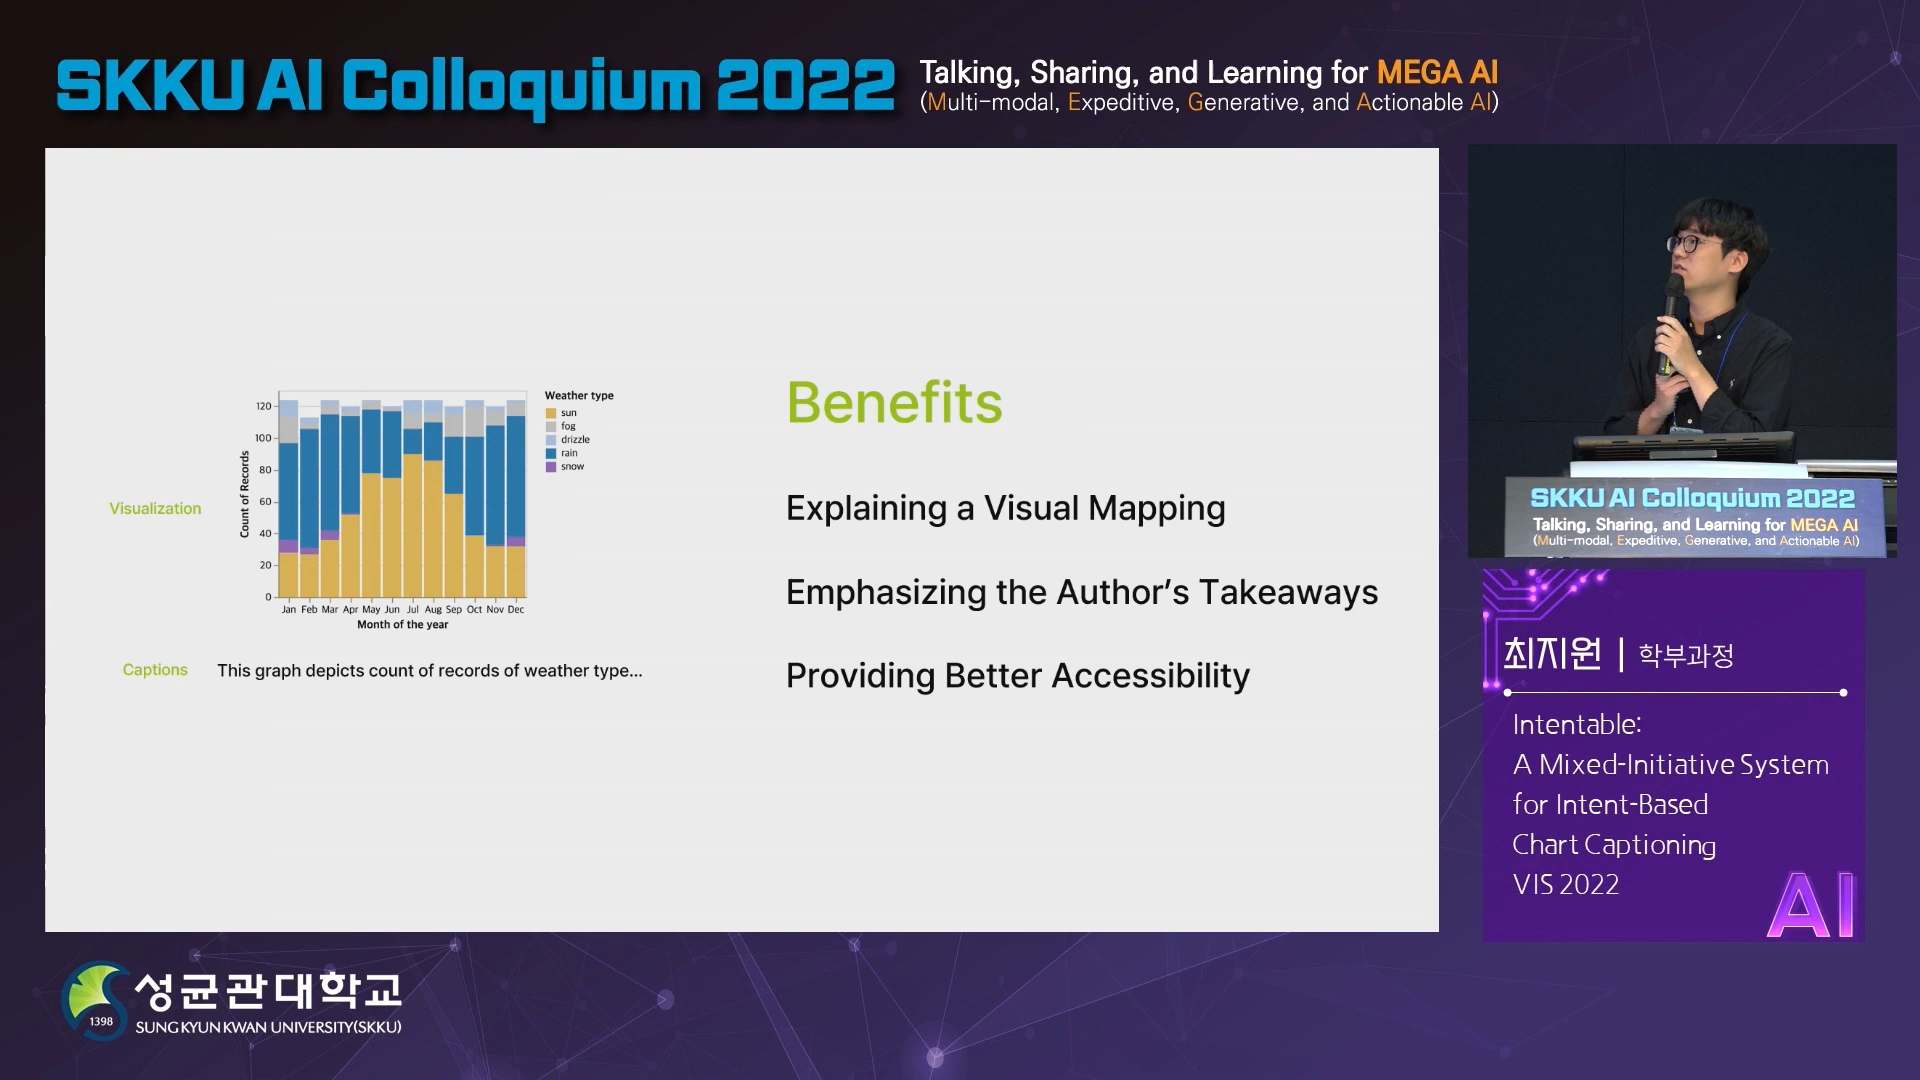 SKKU AI Colloquium 2022
Talking, Sharing, and Learning for MEGA AI
(Multi-modal, Expeditive, Generative, and Actionable AI)
Visualization
Count of Records
120
100
80
60
40
20
0
Jan Feb Mar Apr May Jun Jul Aug Sep Oct Nov Dec
Month of the year
Weather type
sun
fog
drizzle
rain
snow
Captions
This graph depicts count of records of weather type...
Benefits
Explaining a Visual Mapping
Emphasizing the Author's Takeaways
Providing Better Accessibility
SKKU AI Colloquium 2022
Talking, Sharing, and Learning for MEGA AI
(Multi-modal, Expeditive, Generative, and Actionable AI)
최지원 | 학부과정
Intentable:
A Mixed-Initiative System
for Intent-Based
Chart Captioning
VIS 2022
AI
1398
성균관대학교
SUNG KYUN KWAN UNIVERSITY(SKKU)